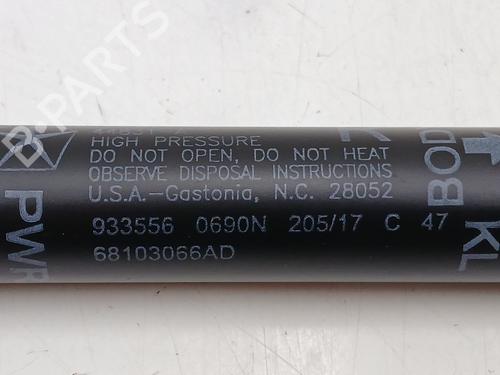 HIGH PRESSURE
DO NOT OPEN, DO NOT HEAT
OBSERVE DISPOSAL INSTRUCTIONS
U.S.A.-Gastonia, N.C. 28052
933556 0690N 205/17 C 47
68103066AD
PWR
BOD
KL
B-PARTS